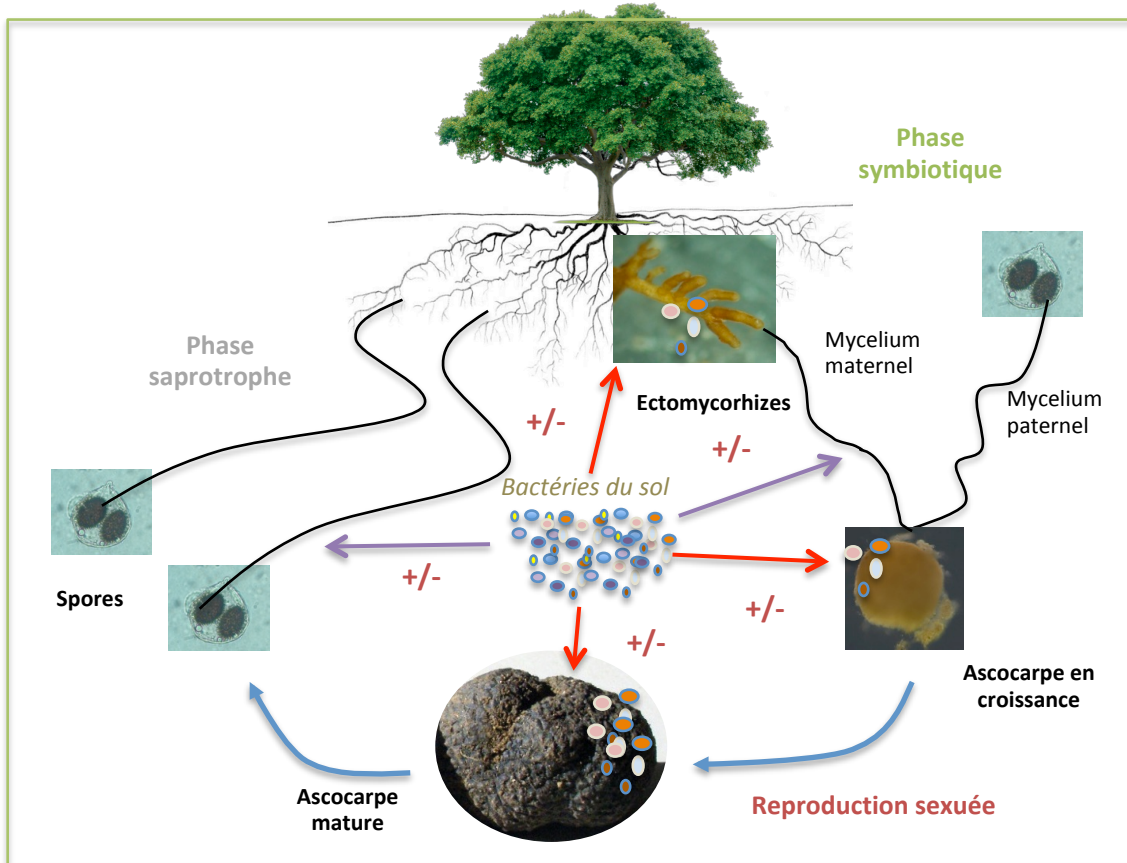 Phase
symbiotique
Phase
saprotrophe
Mycelium
maternel
Mycelium
paternel
Ectomycorhizes
+/-
+/-
Bactéries du sol
+/-
Spores
+/-
+/-
Ascocarpe en
croissance
Ascocarpe
mature
Reproduction sexuée